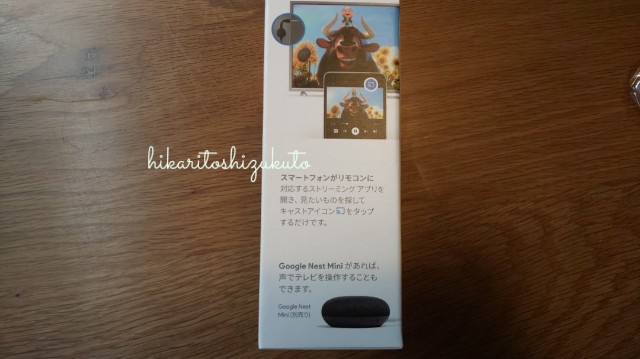 hikaritoshizukuto
スマートフォンがリモコンに
対応するストリーミング アプリを
開き、見たいものを探して
キャストアイコン をタップ
するだけです。
Google Nest Mini があれば、
声でテレビを操作することも
できます。
Google Nest
Mini (別売り)